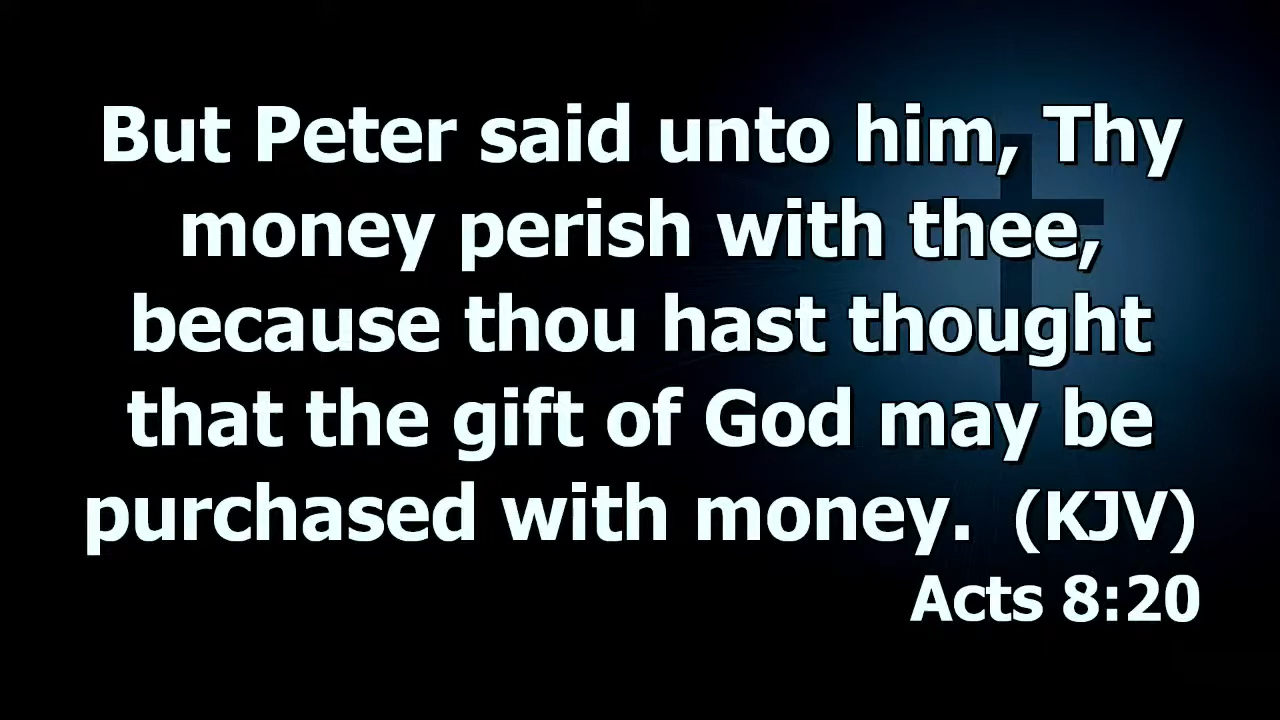 But Peter said unto him, Thy
money perish with thee,
because thou hast thought
that the gift of God may be
purchased with money. (KJV)
Acts 8:20